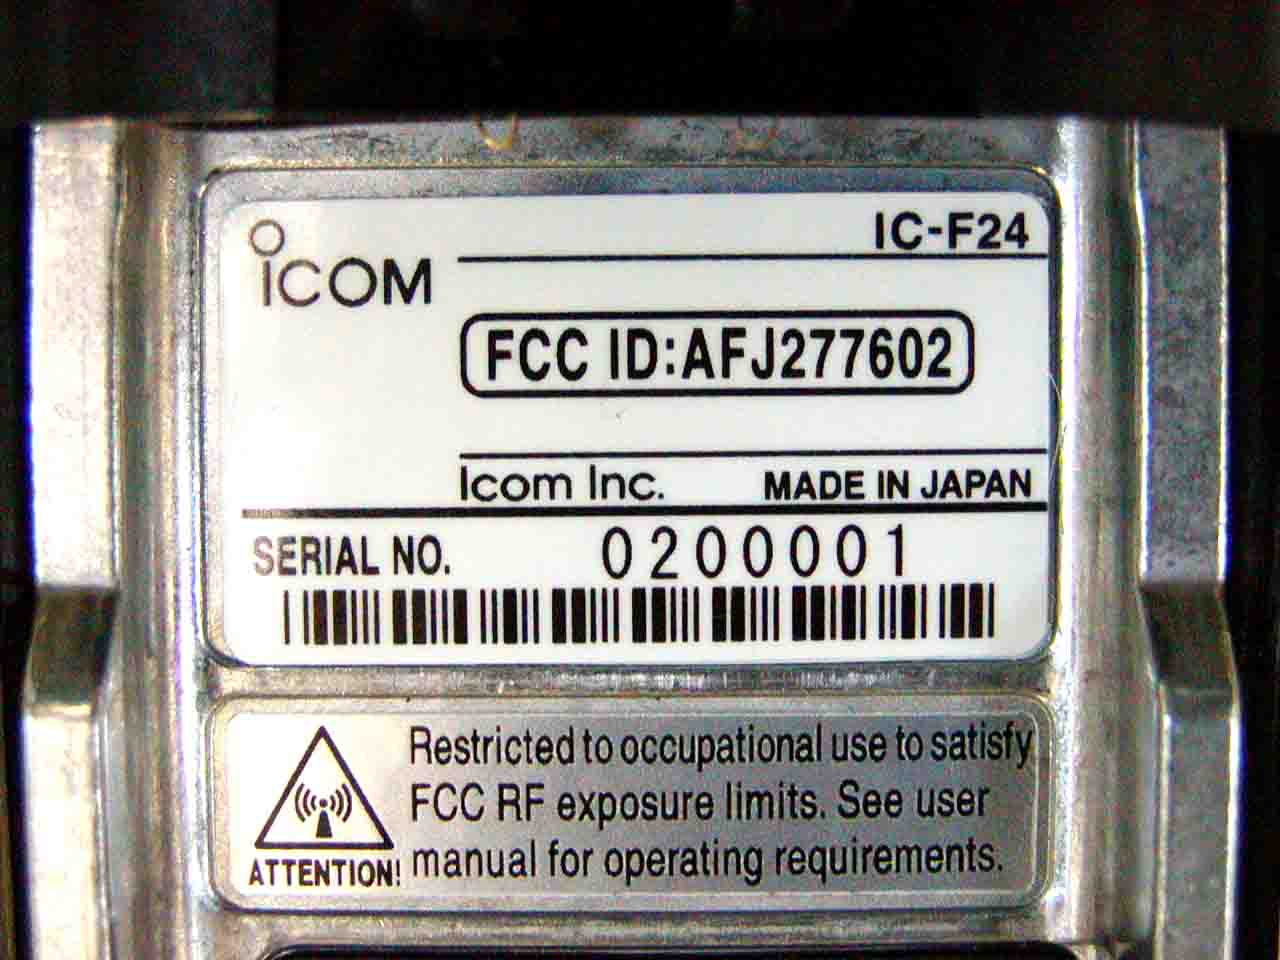 ICOM
IC-F24
FCC ID:AFJ277602
Icom Inc. MADE IN JAPAN
SERIAL NO. 0200001
Restricted to occupational use to satisfy
FCC RF exposure limits. See user
manual for operating requirements.
ATTENTION!